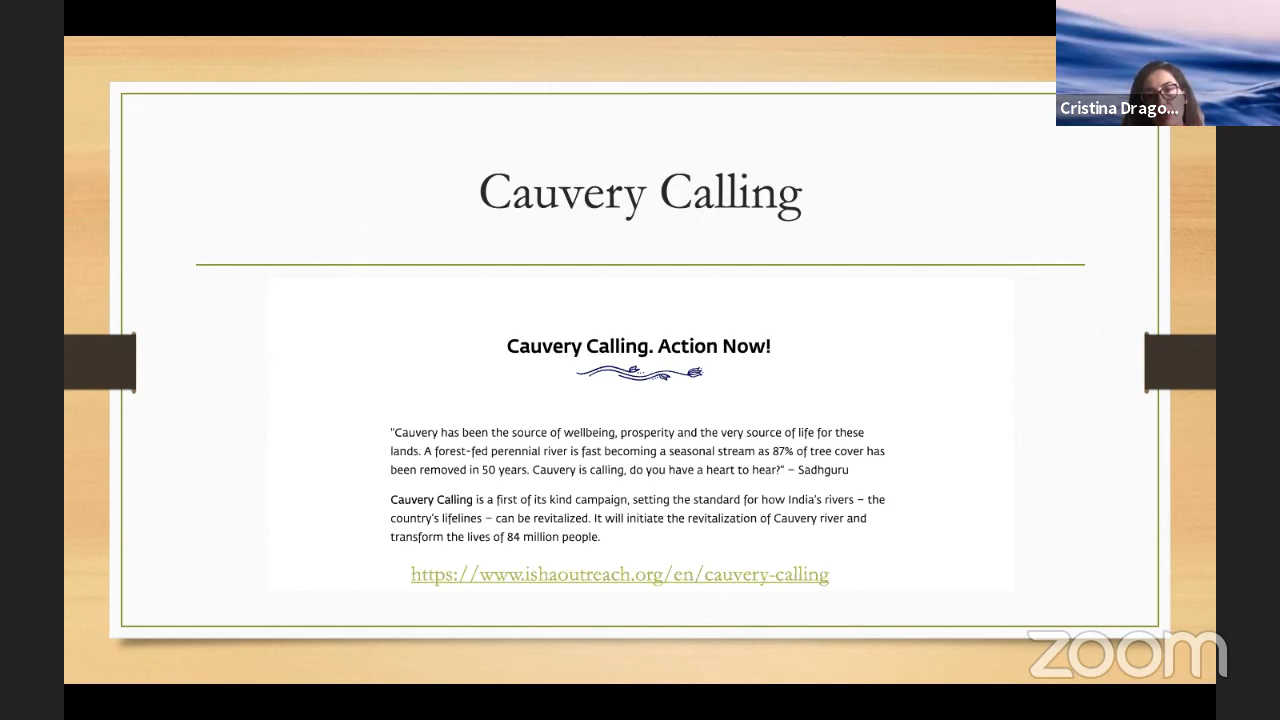 Cristina Drago...
Cauvery Calling
Cauvery Calling. Action Now!
"Cauvery has been the source of wellbeing, prosperity and the very source of life for these
lands. A forest-fed perennial river is fast becoming a seasonal stream as 87% of tree cover has
been removed in 50 years. Cauvery is calling, do you have a heart to hear?" – Sadhguru
Cauvery Calling is a first of its kind campaign, setting the standard for how India's rivers – the
country's lifelines – can be revitalized. It will initiate the revitalization of Cauvery river and
transform the lives of 84 million people.
https://www.ishaoutreach.org/en/cauvery-calling
zoom